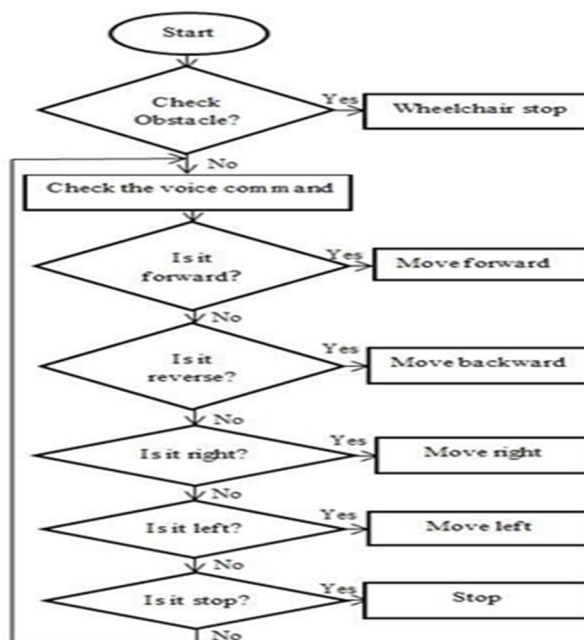 Start
Check
Obstacle?
Yes
Wheelchair stop
No
Check the voice command
Is it
forward?
Yes
Move forward
No
Is it
reverse?
Yes
Move backward
No
Is it right?
Yes
Move right
No
Is it left?
Yes
Move left
No
Is it stop?
Yes
Stop
No